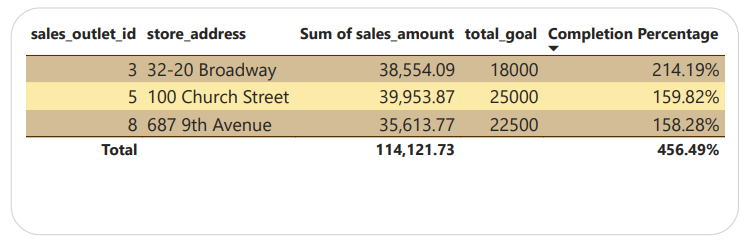 sales_outlet_id store_address Sum of sales_amount total_goal Completion Percentage
3 32-20 Broadway 38,554.09 18000 214.19%
5 100 Church Street 39,953.87 25000 159.82%
8 687 9th Avenue 35,613.77 22500 158.28%
Total 114,121.73 456.49%